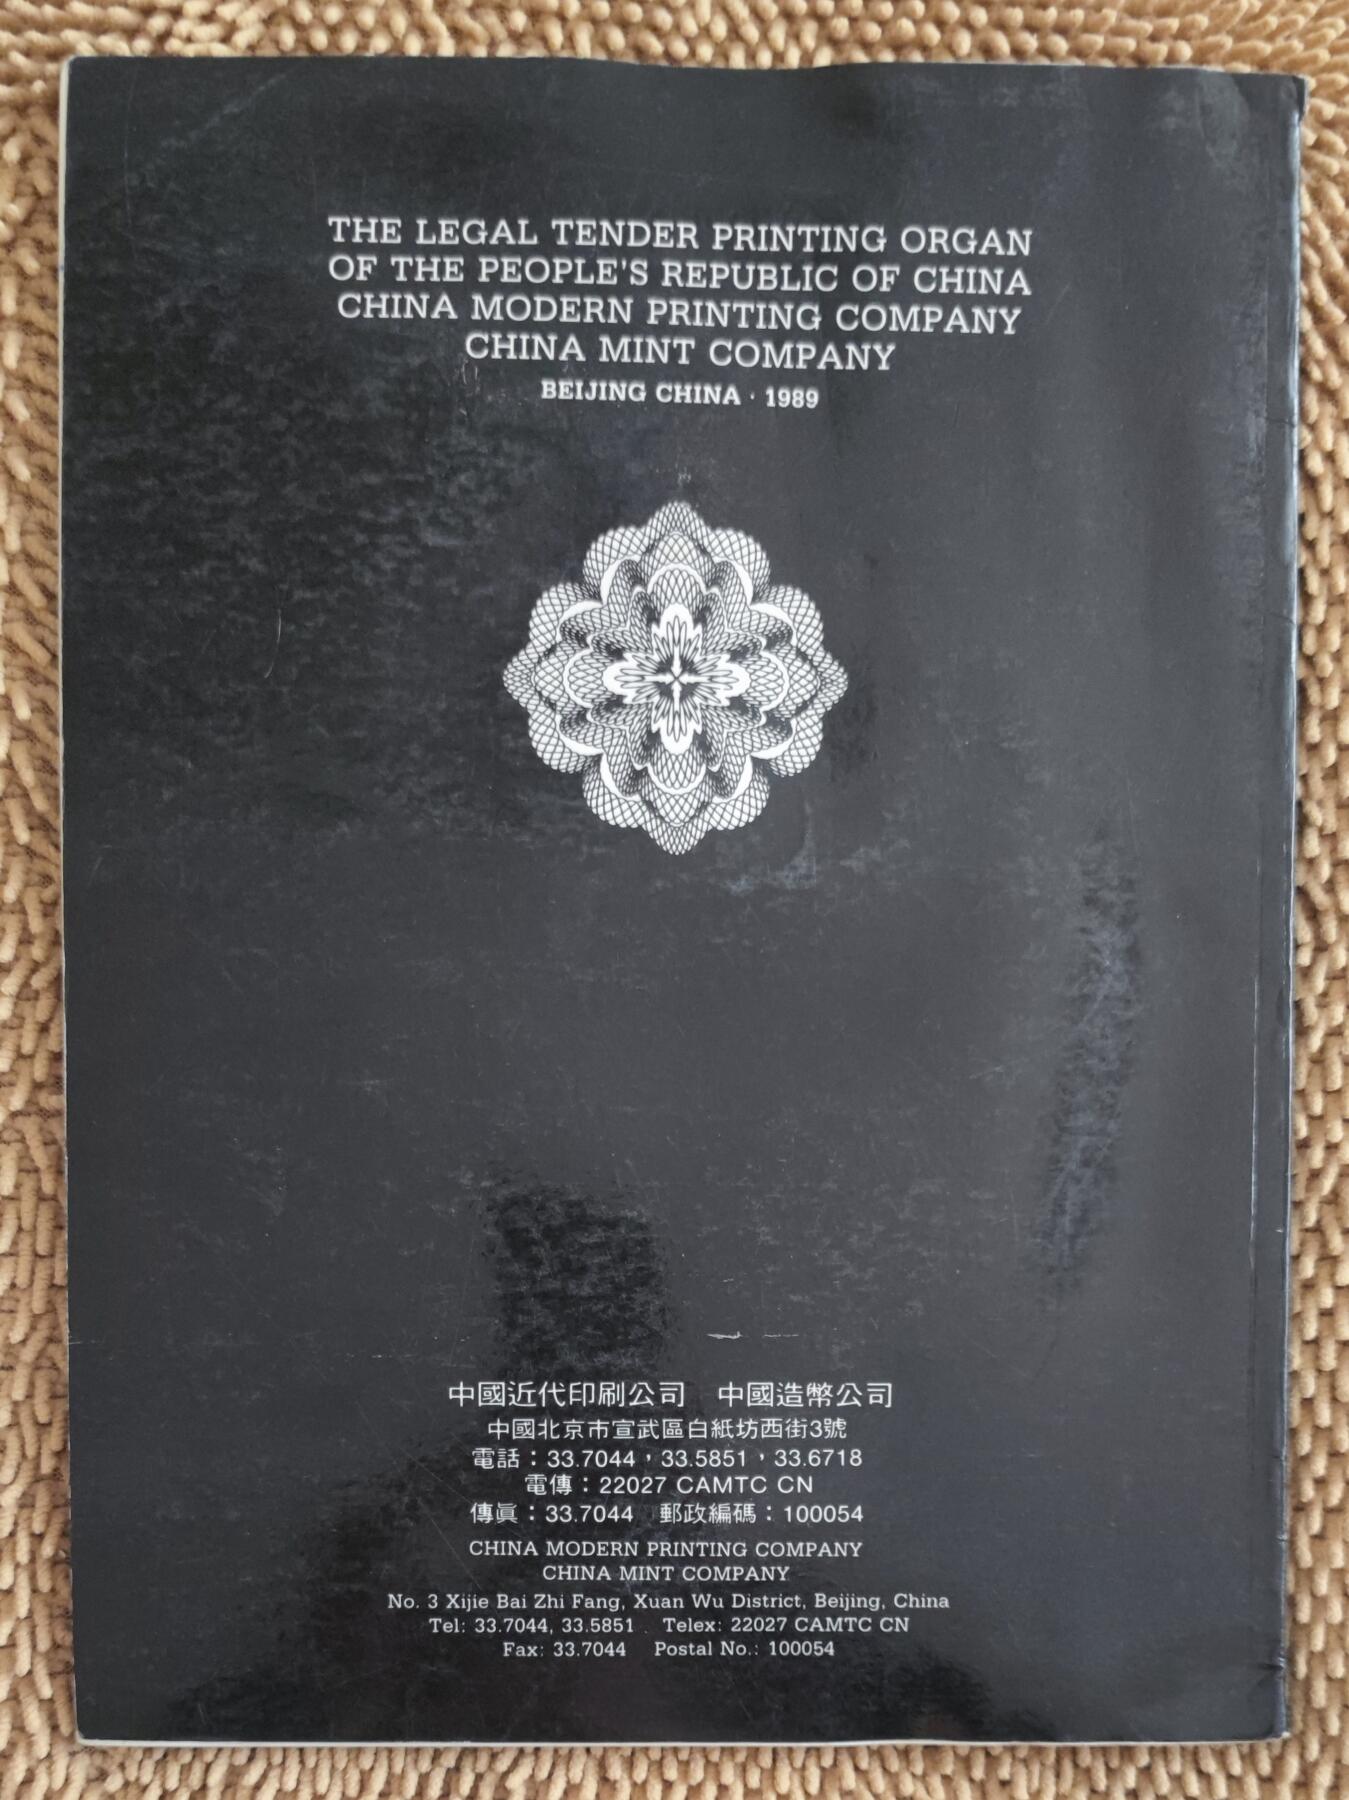 THE LEGAL TENDER PRINTING ORGAN
OF THE PEOPLE'S REPUBLIC OF CHINA
CHINA MODERN PRINTING COMPANY
CHINA MINT COMPANY
BEIJING CHINA · 1989
中國近代印刷公司 中國造幣公司
中國北京市宣武區白紙坊西街3號
電話：33.7044，33.5851，33.6718
電傳：22027 CAMTC CN
傳眞：33.7044 郵政編碼：100054
CHINA MODERN PRINTING COMPANY
CHINA MINT COMPANY
No. 3 Xijie Bai Zhi Fang, Xuan Wu District, Beijing, China
Tel: 33.7044, 33.5851 Telex: 22027 CAMTC CN
Fax: 33.7044 Postal No.: 100054